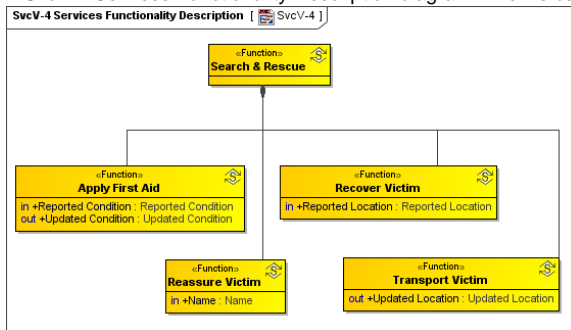 SvcV-4 Services Functionality Description [ SvcV-4 ]
«Function»
Search & Rescue
«Function»
Apply First Aid
in +Reported Condition : Reported Condition
out +Updated Condition : Updated Condition
«Function»
Recover Victim
in +Reported Location : Reported Location
«Function»
Reassure Victim
in +Name : Name
«Function»
Transport Victim
out +Updated Location : Updated Location